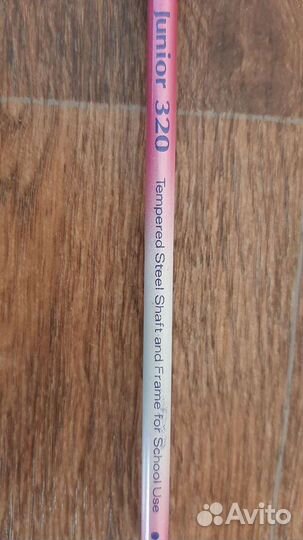 Junior 320
Tempered Steel Shaft and Frame for School Use
Avito